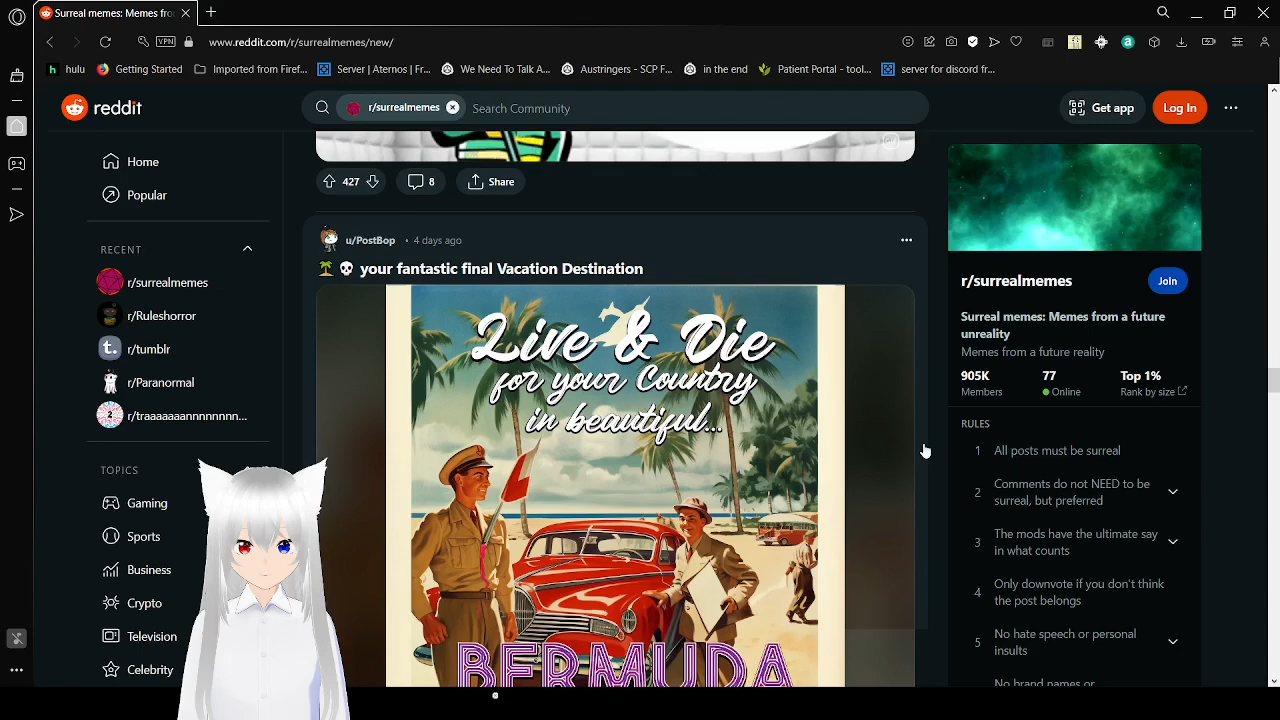 Surreal memes: Memes fro
VPN
www.reddit.com/r/surrealmemes/new/
hulu
Getting Started
Imported from Firef...
Server | Aternos | Fr...
We Need To Talk A...
Austringers - SCP F...
in the end
Patient Portal - tool...
server for discord fr...
reddit
r/surrealmemes
Search Community
Get app
Log In
Home
Popular
RECENT
r/surrealmemes
r/Ruleshorror
r/tumblr
r/Paranormal
r/traaaaaaannnnnnn...
TOPICS
Gaming
Sports
Business
Crypto
Television
Celebrity
427
8
Share
u/PostBop • 4 days ago
🌴 💀 your fantastic final Vacation Destination
Live & Die
for your Country
in beautiful...
BERMUDA
r/surrealmemes
Join
Surreal memes: Memes from a future
unreality
Memes from a future reality
905K
77
Top 1%
Members
Online
Rank by size
RULES
1 All posts must be surreal
2 Comments do not NEED to be
surreal, but preferred
3 The mods have the ultimate say
in what counts
4 Only downvote if you don't think
the post belongs
5 No hate speech or personal
insults
No brand names or